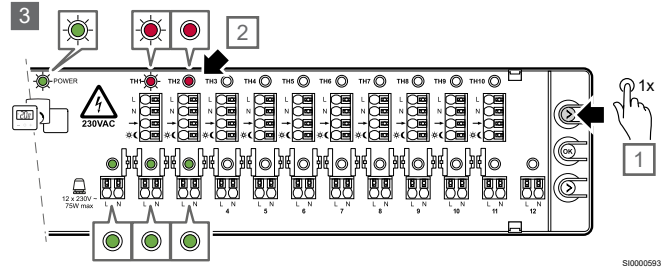 3
2
1x
POWER
TH1 TH2 TH3 TH4 TH5 TH6 TH7 TH8 TH9 TH10
230VAC
L L L L L L L L L L
N N N N N N N N N N
OK
1
12 x 230V ~
75W max
L N L N L N L N L N L N L N L N L N L N L N L N
4 5 6 7 8 9 10 11 12
SI0000593